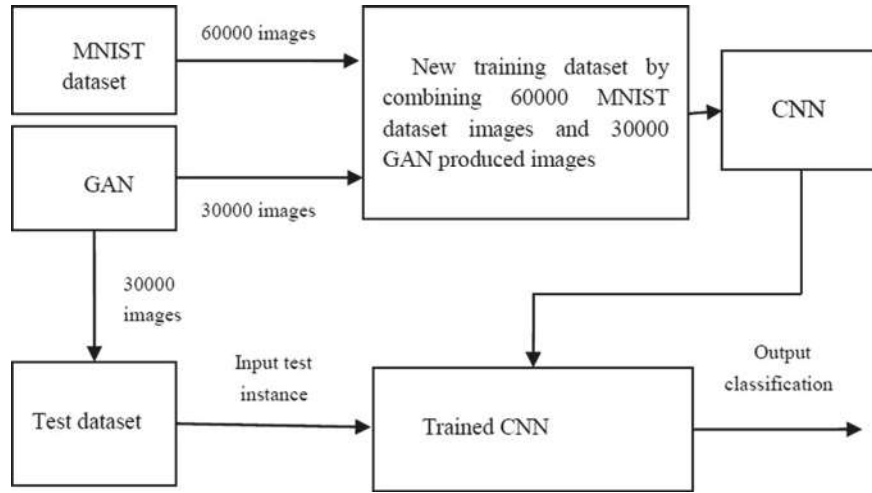 MNIST
dataset
60000 images
New training dataset by
combining 60000 MNIST
dataset images and 30000
GAN produced images
CNN
GAN
30000 images
30000
images
Test dataset
Input test
instance
Trained CNN
Output
classification